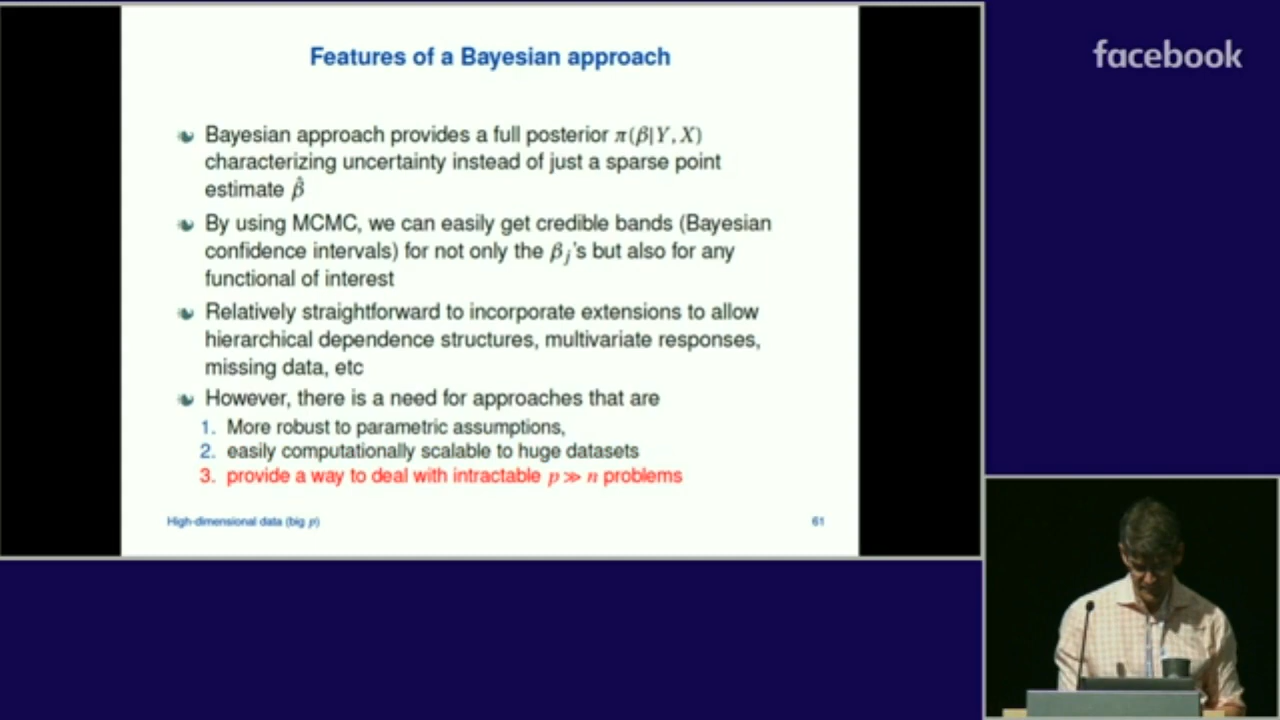 Features of a Bayesian approach
facebook
Bayesian approach provides a full posterior π(β|Y, X)
characterizing uncertainty instead of just a sparse point
estimate β̂
By using MCMC, we can easily get credible bands (Bayesian
confidence intervals) for not only the βⱼ's but also for any
functional of interest
Relatively straightforward to incorporate extensions to allow
hierarchical dependence structures, multivariate responses,
missing data, etc
However, there is a need for approaches that are
1. More robust to parametric assumptions,
2. easily computationally scalable to huge datasets
3. provide a way to deal with intractable p ≫ n problems
High-dimensional data (big p)
61